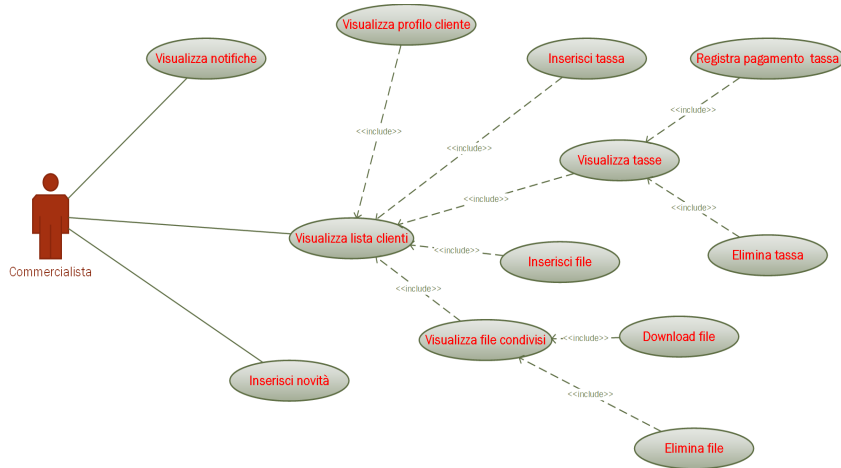 Visualizza profilo cliente
Visualizza notifiche
Inserisci tassa
Registra pagamento tassa
<<include>>
<<include>>
<<include>>
Visualizza tasse
<<include>>
<<include>>
Visualizza lista clienti
<<include>>
Elimina tassa
Inserisci file
Commercialista
<<include>>
Visualizza file condivisi
<<include>>
Download file
Inserisci novità
<<include>>
Elimina file